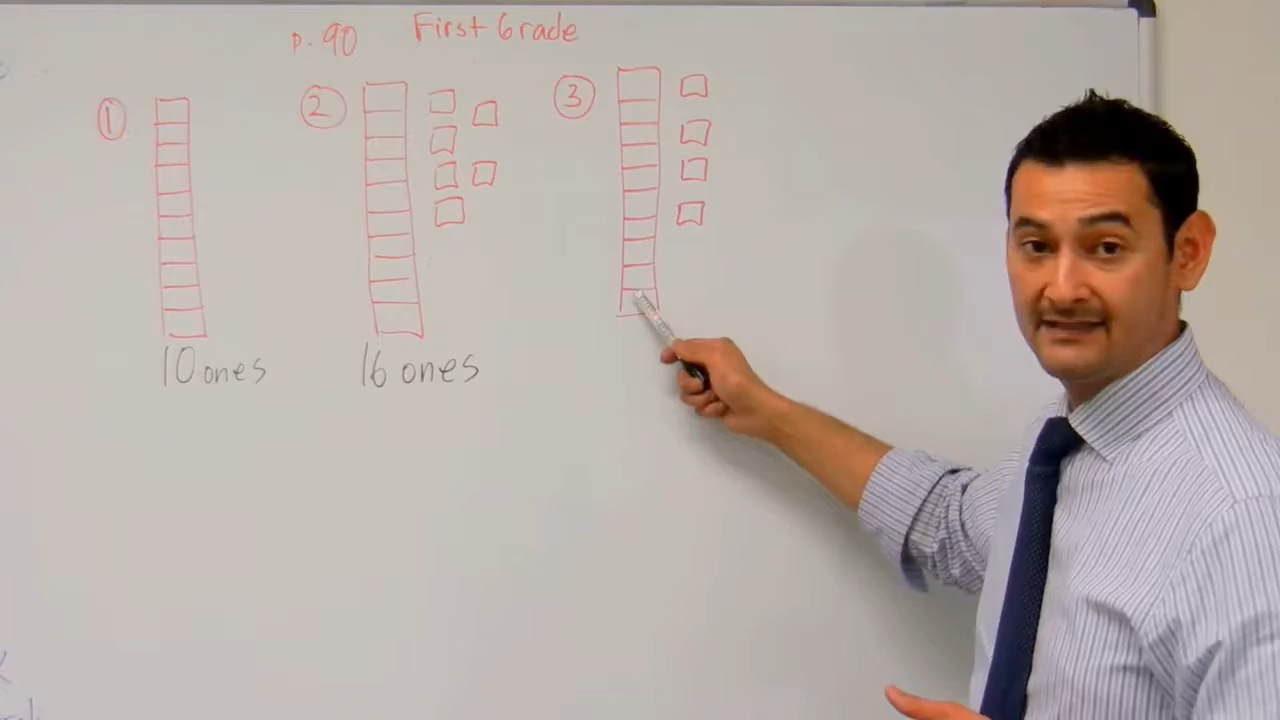 p. 90 First Grade
① ② ③
10 ones 16 ones